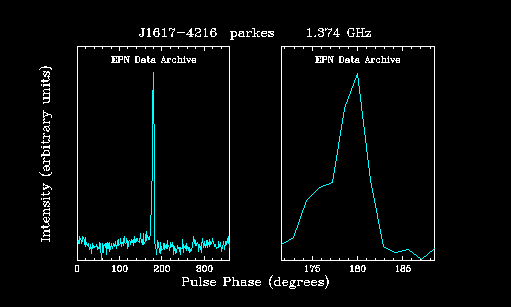 J1617-4216 parkes 1.374 GHz
EPN Data Archive EPN Data Archive
Intensity (arbitrary units)
0 100 200 300 175 180 185
Pulse Phase (degrees)